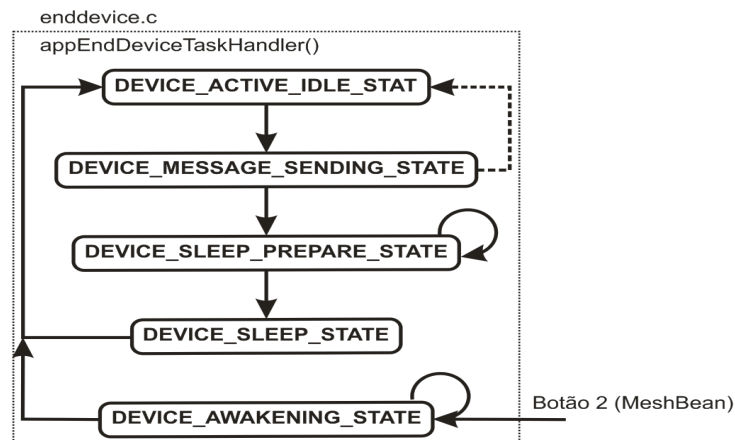 enddevice.c
appEndDeviceTaskHandler()
DEVICE_ACTIVE_IDLE_STAT
DEVICE_MESSAGE_SENDING_STATE
DEVICE_SLEEP_PREPARE_STATE
DEVICE_SLEEP_STATE
DEVICE_AWAKENING_STATE
Botão 2 (MeshBean)